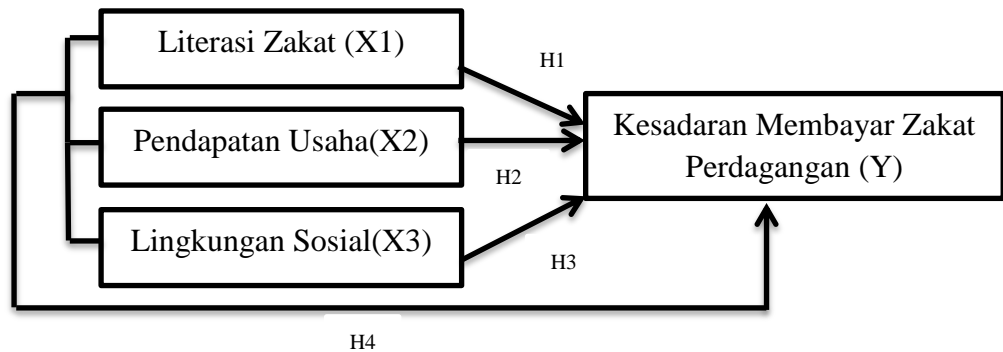 Literasi Zakat (X1)
H1
Pendapatan Usaha(X2)
H2
Lingkungan Sosial(X3)
H3
Kesadaran Membayar Zakat
Perdagangan (Y)
H4